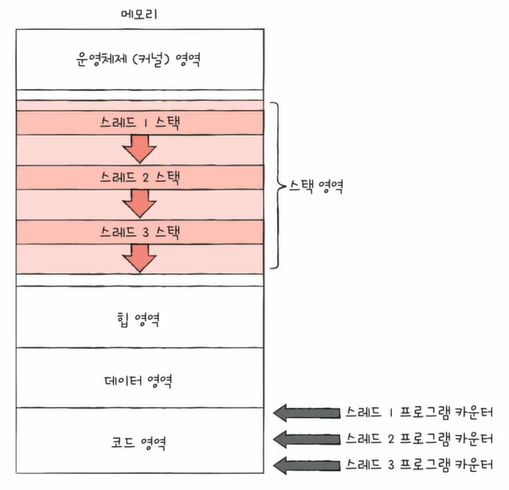 메모리
운영체제 (커널) 영역
스레드 1 스택
스레드 2 스택
스레드 3 스택
스택 영역
힙 영역
데이터 영역
코드 영역
스레드 1 프로그램 카운터
스레드 2 프로그램 카운터
스레드 3 프로그램 카운터